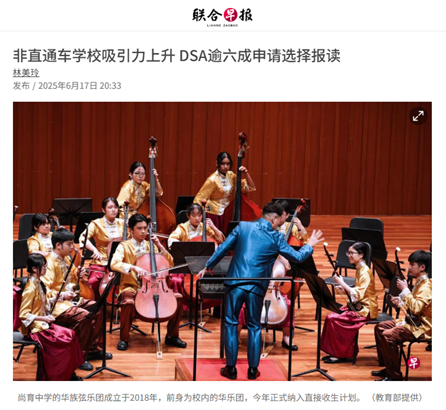 联合早报
LIANHE ZAOBAO
非直通车学校吸引力上升 DSA逾六成申请选择报读
林美玲
发布 / 2025年6月17日 20:33
早
尚育中学的华族弦乐团成立于2018年，前身为校内的华乐团，今年正式纳入直接收生计划。 （教育部提供）